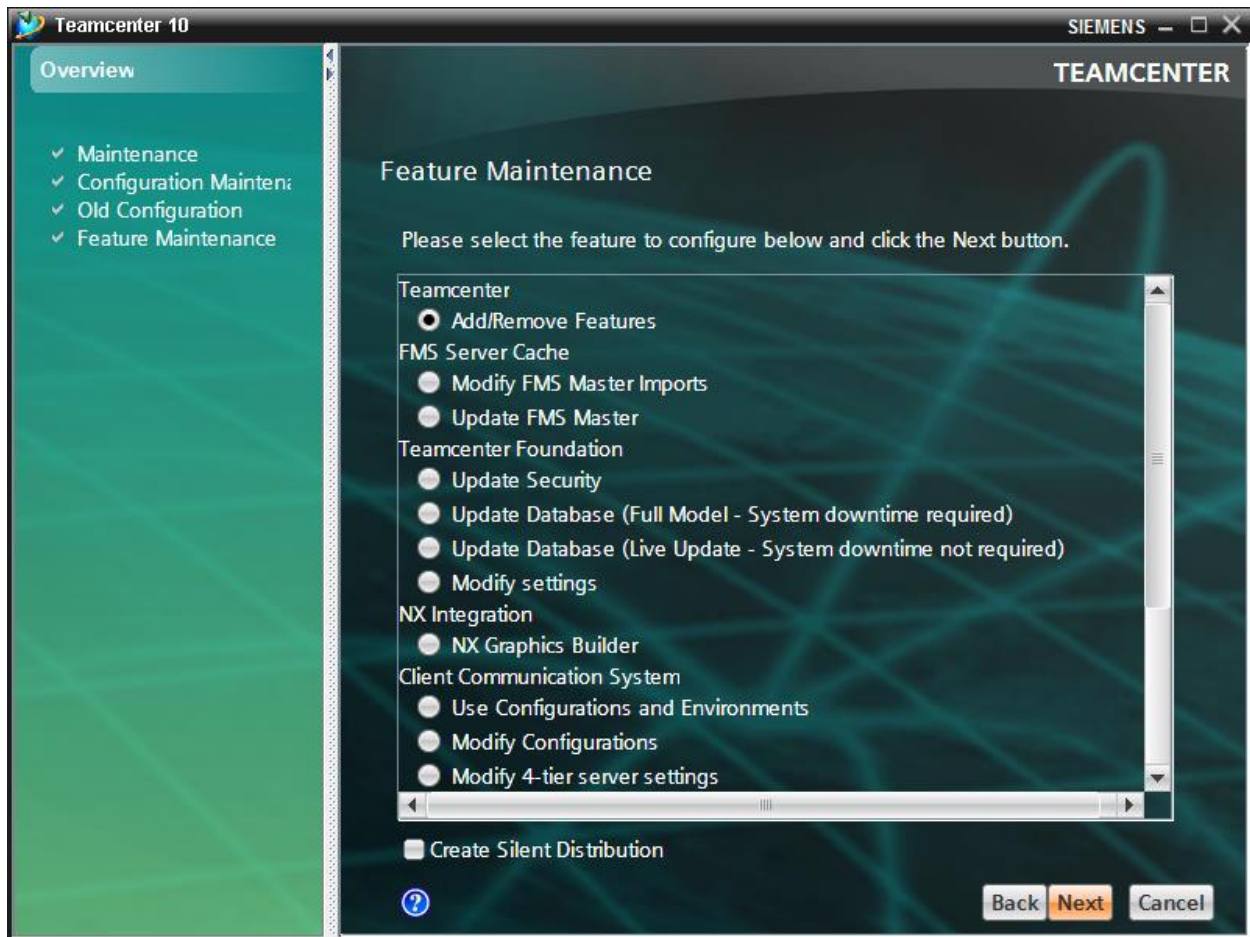 Teamcenter 10
SIEMENS
Overview
TEAMCENTER
Maintenance
Configuration Maintena
Old Configuration
Feature Maintenance
Feature Maintenance
Please select the feature to configure below and click the Next button.
Teamcenter
Add/Remove Features
FMS Server Cache
Modify FMS Master Imports
Update FMS Master
Teamcenter Foundation
Update Security
Update Database (Full Model - System downtime required)
Update Database (Live Update - System downtime not required)
Modify settings
NX Integration
NX Graphics Builder
Client Communication System
Use Configurations and Environments
Modify Configurations
Modify 4-tier server settings
Create Silent Distribution
?
Back Next Cancel